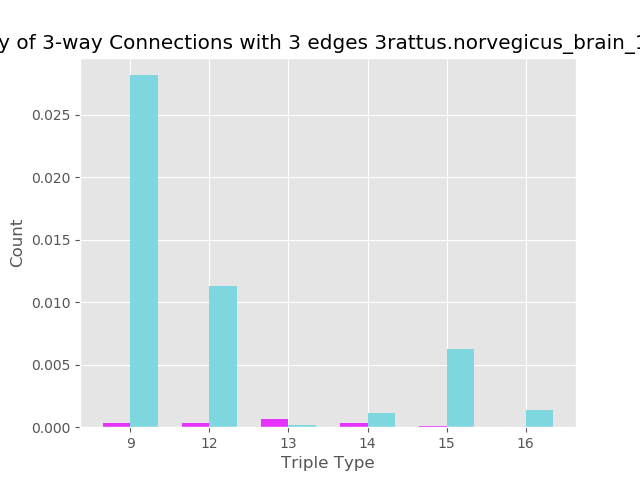 y of 3-way Connections with 3 edges 3rattus.norvegicus_brain_1
0.025
0.020
0.015
0.010
0.005
0.000
Count
9 12 13 14 15 16
Triple Type